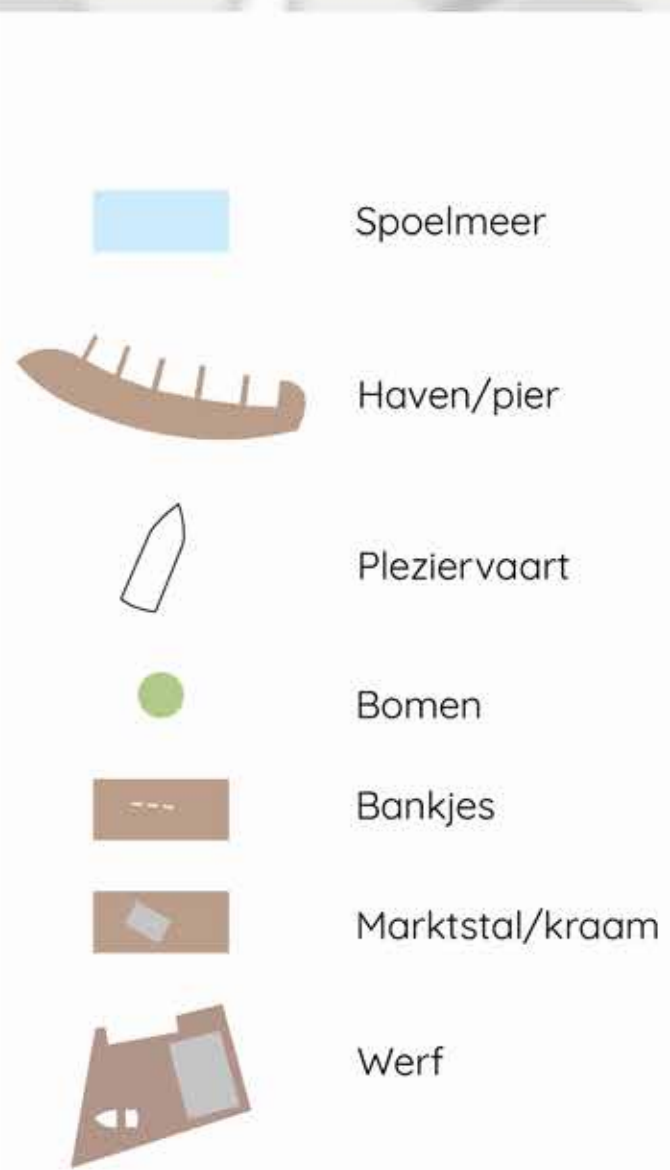 Spoelmeer
Haven/pier
Pleziervaart
Bomen
Bankjes
Marktstal/kraam
Werf